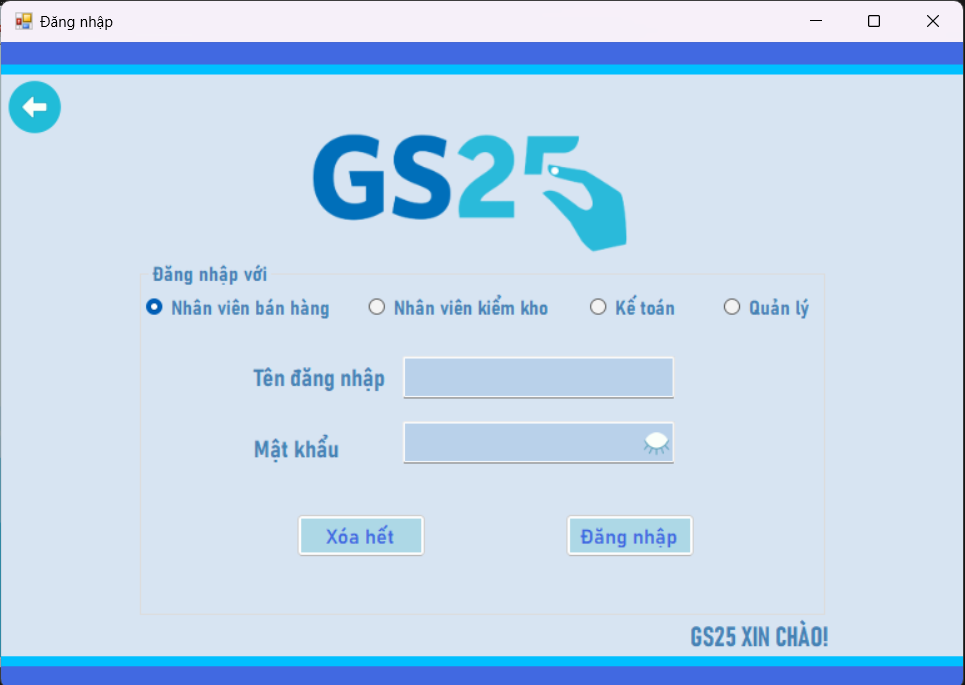 Đăng nhập
GS25
Đăng nhập với
Nhân viên bán hàng Nhân viên kiểm kho Kế toán Quản lý
Tên đăng nhập
Mật khẩu
Xóa hết Đăng nhập
GS25 XIN CHÀO!